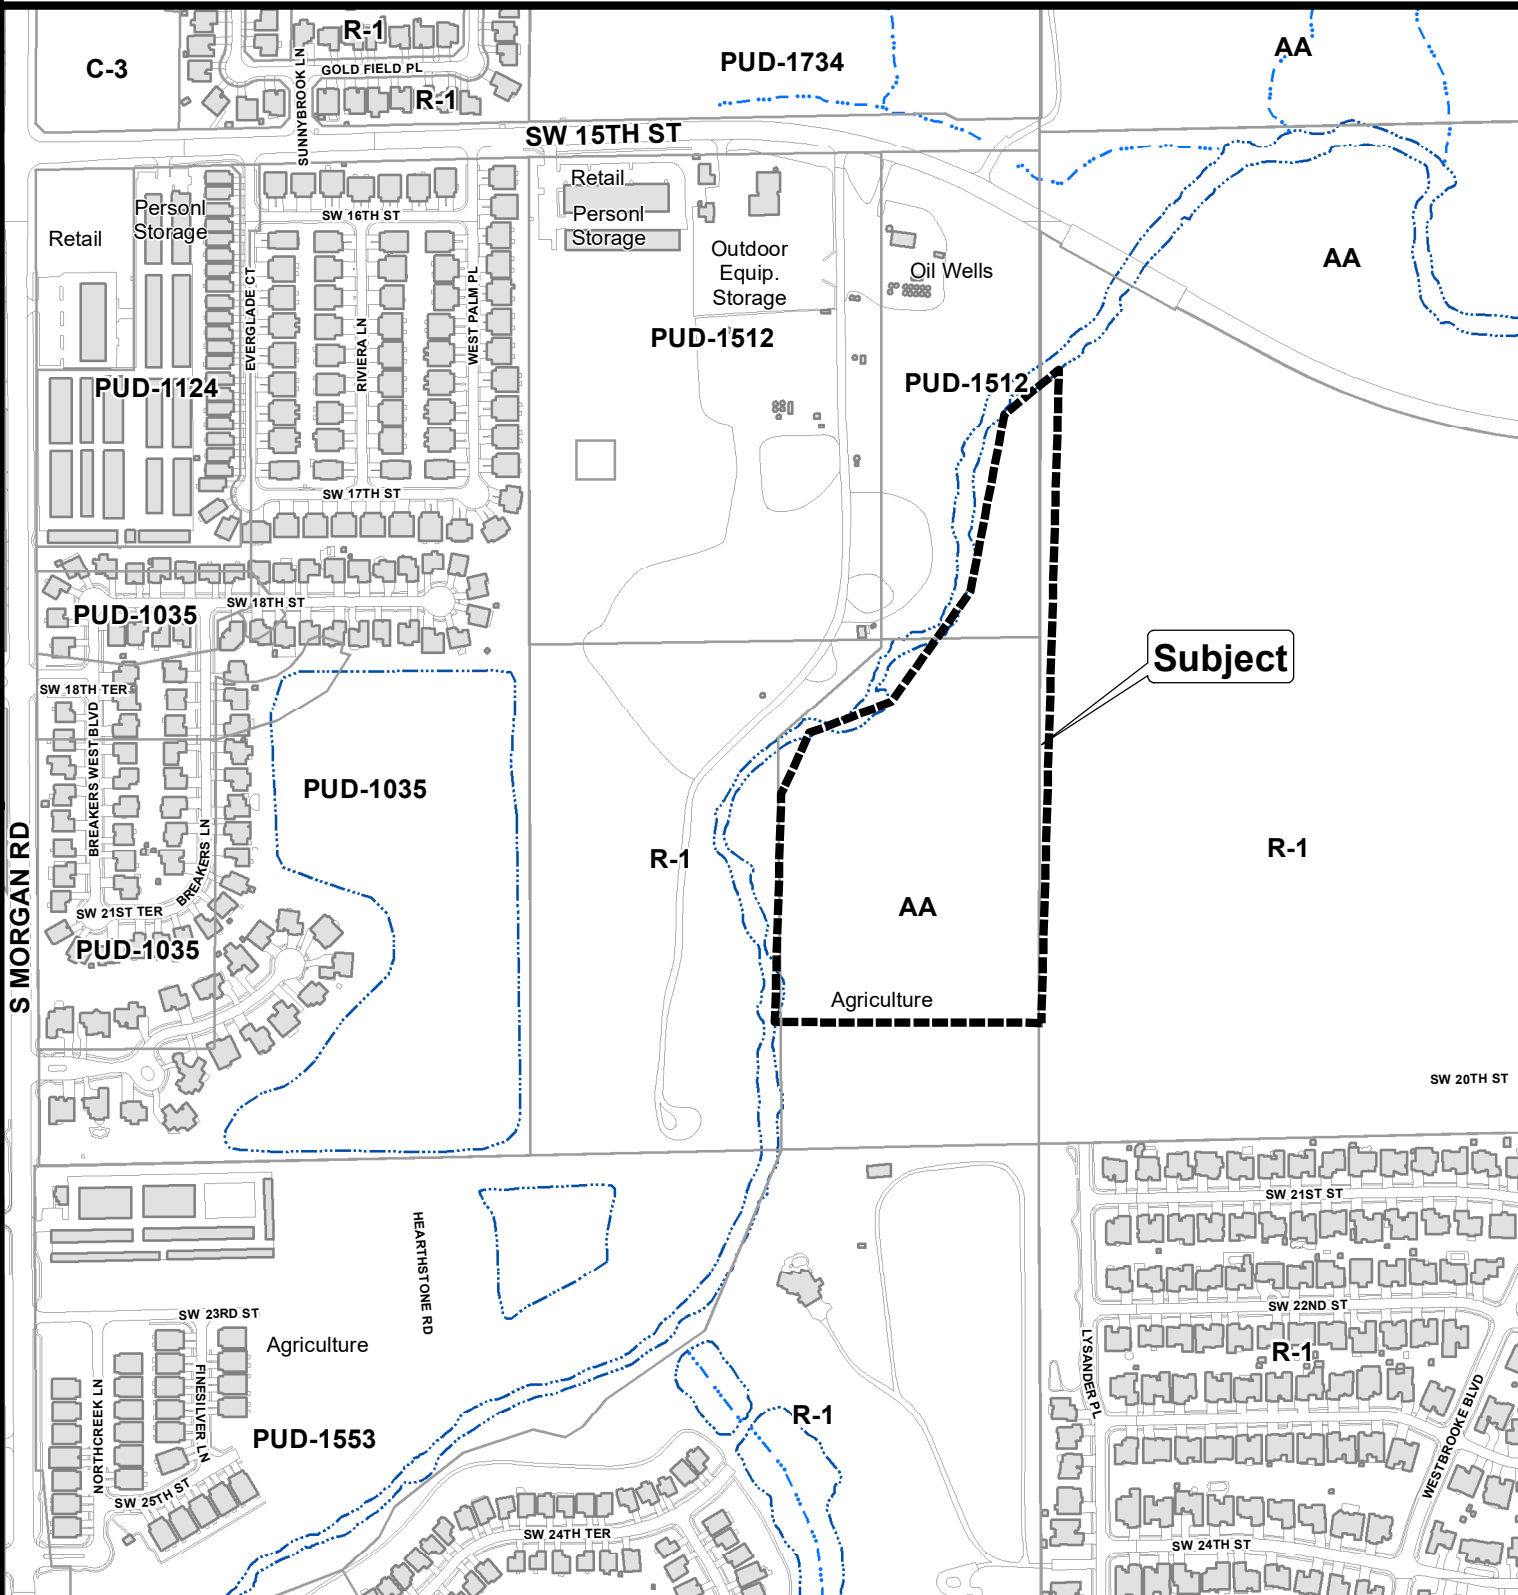 R-1
C-3
GOLD FIELD PL
SUNNYBROOK LN
R-1
PUD-1734
AA
SW 15TH ST
Retail
Personl
Storage
SW 16TH ST
Retail
Personl
Storage
Outdoor
Equip.
Storage
Oil Wells
AA
EVERGLADE CT
RIVIERA LN
WEST PALM PL
PUD-1124
PUD-1512
PUD-1512
SW 17TH ST
SW 18TH ST
PUD-1035
Subject
SW 18TH TER
BREAKERS WEST BLVD
BREAKERS LN
PUD-1035
R-1
R-1
S MORGAN RD
SW 21ST TER
PUD-1035
AA
Agriculture
SW 20TH ST
SW 21ST ST
HEARTHSTONE RD
SW 23RD ST
Agriculture
SW 22ND ST
R-1
LYSANDER PL
WESTBROOKE BLVD
NORTHCREEK LN
FINESILVER LN
PUD-1553
R-1
SW 25TH ST
SW 24TH TER
SW 24TH ST